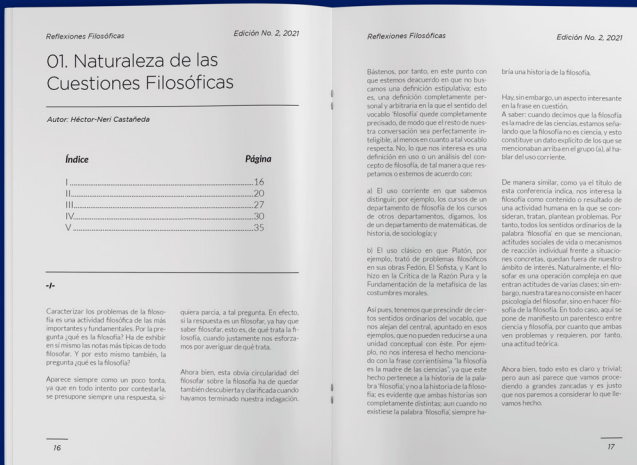 Reflexiones Filosóficas
Edición No. 2, 2021
01. Naturaleza de las
Cuestiones Filosóficas
Autor: Héctor-Neri Castañeda
Índice Página
I ................................................................16
II................................................................20
III...............................................................27
IV...............................................................30
V ...............................................................35
-I-
Caracterizar los problemas de la filoso-
fía es una actividad filosófica de las más
importantes y fundamentales. Por la pre-
gunta ¿qué es la filosofía? Ha de exhibir
en sí mismo las notas más típicas de todo
filosofar. Y por esto mismo también, la
pregunta ¿qué es la filosofía?
Aparece siempre como un poco tonta,
ya que en todo intento por contestarla,
se presupone siempre una respuesta, si-
quiera parcia, a tal pregunta. En efecto,
si la respuesta es un filosofar, ya hay que
saber filosofar, esto es, de qué trata la fi-
losofía, cuando justamente nos esforza-
mos por averiguar de qué trata.
Ahora bien, esta obvia circularidad del
filosofar sobre la filosofía ha de quedar
también descubierta y clarificada cuando
hayamos terminado nuestra indagación.
16
Reflexiones Filosóficas
Edición No. 2, 2021
Bástenos, por tanto, en este punto con
que estemos deacuerdo en que no bus-
camos una definición estipulativa; esto
es, una definición completamente per-
sonal y arbitraria en la que el sentido del
vocablo 'filosofía' quede completamente
precisado, de modo que el resto de nues-
tra conversación sea perfectamente in-
teligible, al menos en cuanto a tal vocablo
respecta. No, lo que nos interesa es una
definición en uso o un análisis del con-
cepto de filosofía, de tal manera que res-
petamos o estemos de acuerdo con:
a) El uso corriente en que sabemos
distinguir, por ejemplo, los cursos de un
departamento de filosofía de los cursos
de otros departamentos, digamos, los
de un departamento de matemáticas, de
historia, de sociología; y
b) El uso clásico en que Platón, por
ejemplo, trató de problemas filosóficos
en sus obras Fedón, El Sofista, y Kant lo
hizo en la Crítica de la Razón Pura y la
Fundamentación de la metafísica de las
costumbres morales.
Así pues, tenemos que prescindir de cier-
tos sentidos ordinarios del vocablo, que
nos alejan del central, apuntado en esos
ejemplos, que no pueden reducirse a una
unidad conceptual con éste. Por ejem-
plo, no nos interesa el hecho menciona-
do con la frase corrientísima "la filosofía
es la madre de las ciencias", ya que este
hecho pertenece a la historia de la pala-
bra 'filosofía', y no a la historia de la filoso-
fía; es evidente que ambas historias son
completamente distintas, aun cuando no
existiese la palabra 'filosofía', siempre ha-
bría una historia de la filosofía.
Hay, sin embargo, un aspecto interesante
en la frase en cuestión.
A saber: cuando decimos que la filosofía
es la madre de las ciencias, estamos seña-
lando que la filosofía no es ciencia, y esto
constituye un dato explícito de los que se
mencionaban arriba en el grupo (a), al ha-
blar del uso corriente.
De manera similar, como ya el título de
esta conferencia indica, nos interesa la
filosofía como contenido o resultado de
una actividad humana en la que se con-
sideran, tratan, plantean problemas. Por
tanto, todos los sentidos ordinarios de la
palabra 'filosofía' en que se mencionan,
actitudes sociales de vida o mecanismos
de reacción individual frente a situacio-
nes concretas, quedan fuera de nuestro
ámbito de interés. Naturalmente, el filo-
sofar es una operación compleja en que
entran actitudes de varias clases; sin em-
bargo, nuestra tarea no consiste en hacer
psicología del filosofar, sino en hacer filo-
sofía de la filosofía. En todo caso, aquí se
pone de manifiesto un parentesco entre
ciencia y filosofía, por cuanto que ambas
ven problemas y requieren, por tanto,
una actitud teórica.
Ahora bien, todo esto es claro y trivial;
pero aun así parece que vamos proce-
diendo a grandes zancadas y es justo
que nos paremos a considerar lo que lle-
vamos hecho.
17